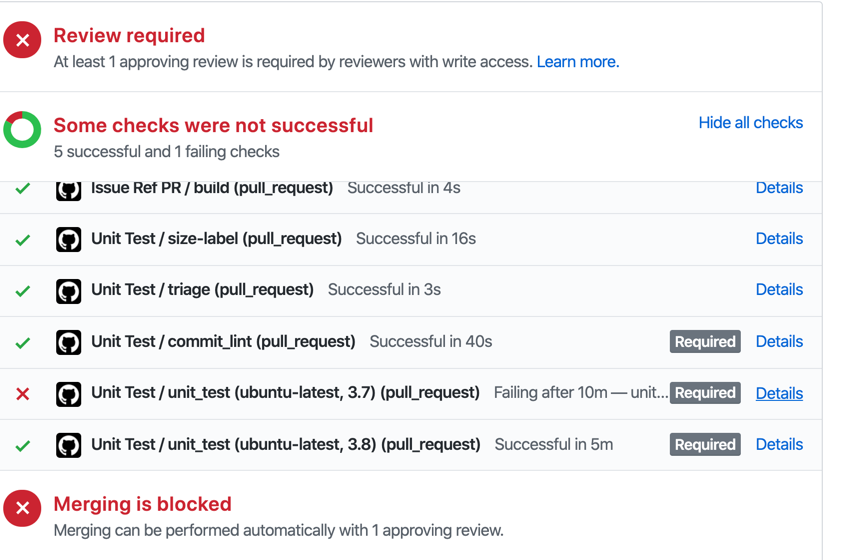 Review required
At least 1 approving review is required by reviewers with write access. Learn more.
Some checks were not successful
Hide all checks
5 successful and 1 failing checks
Issue Ref PR / build (pull_request) Successful in 4s Details
Unit Test / size-label (pull_request) Successful in 16s Details
Unit Test / triage (pull_request) Successful in 3s Details
Unit Test / commit_lint (pull_request) Successful in 40s Required Details
Unit Test / unit_test (ubuntu-latest, 3.7) (pull_request) Failing after 10m — unit... Required Details
Unit Test / unit_test (ubuntu-latest, 3.8) (pull_request) Successful in 5m Required Details
Merging is blocked
Merging can be performed automatically with 1 approving review.